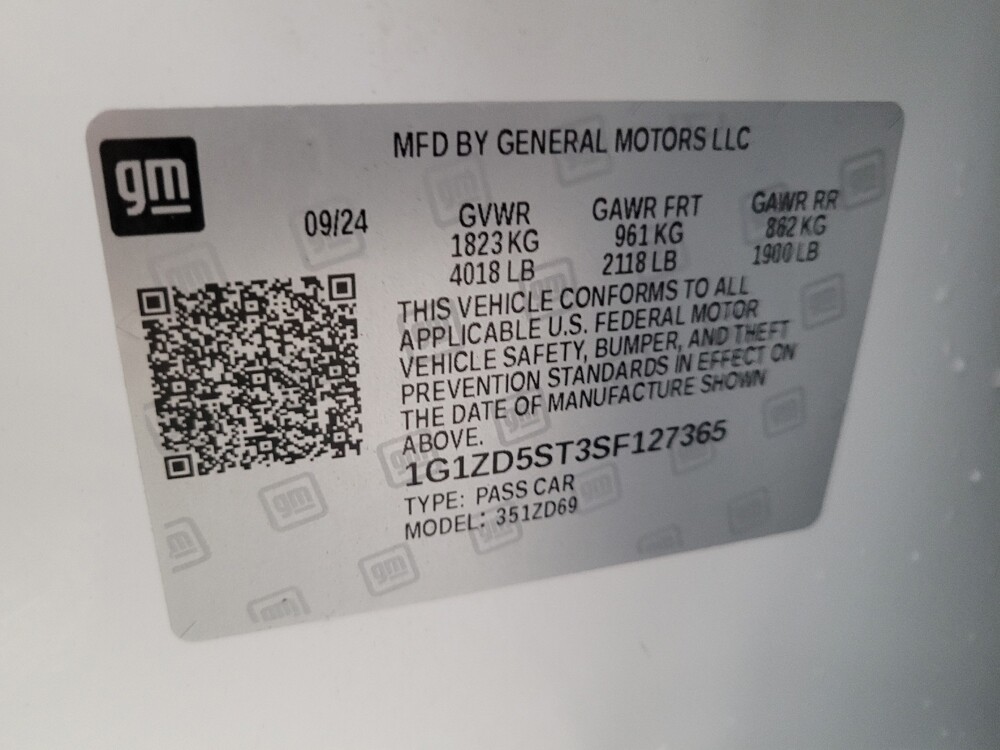 gm
MFD BY GENERAL MOTORS LLC
09/24
GVWR
1823 KG
4018 LB
GAWR FRT
961 KG
2118 LB
GAWR RR
862 KG
1900 LB
THIS VEHICLE CONFORMS TO ALL
APPLICABLE U.S. FEDERAL MOTOR
VEHICLE SAFETY, BUMPER, AND THEFT
PREVENTION STANDARDS IN EFFECT ON
THE DATE OF MANUFACTURE SHOWN
ABOVE.
1G1ZD5ST3SF127365
TYPE: PASS CAR
MODEL: 351ZD69